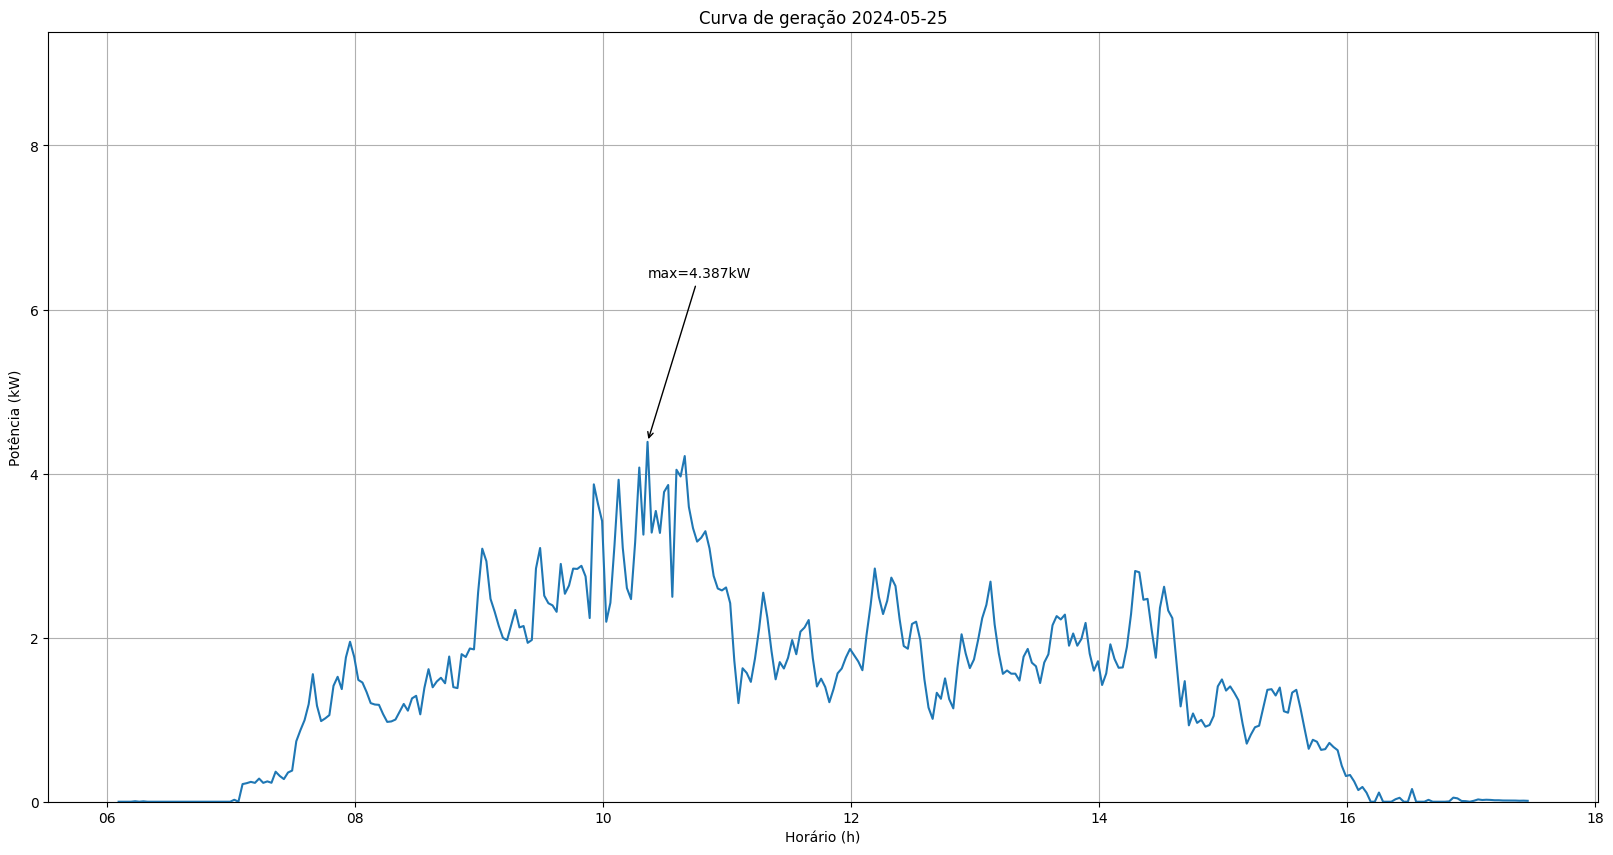 Curva de geração 2024-05-25
8
6
4
2
0
max=4.387kW
Potência (kW)
06 08 10 12 14 16 18
Horário (h)